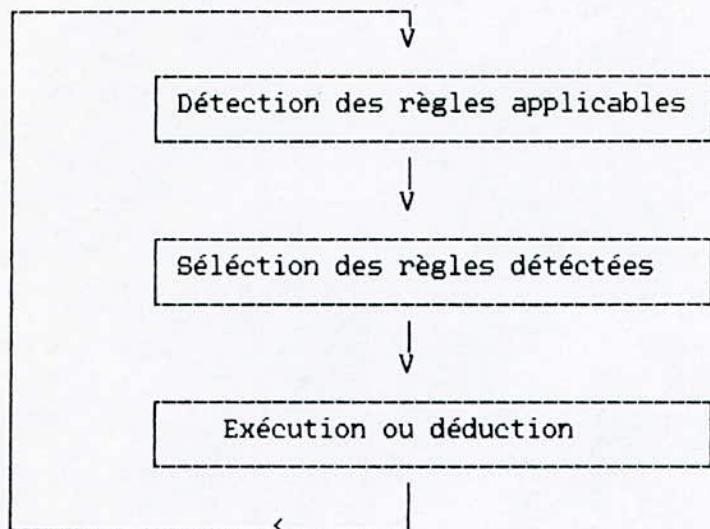 Détection des règles applicables
Séléction des règles détéctées
Exécution ou déduction